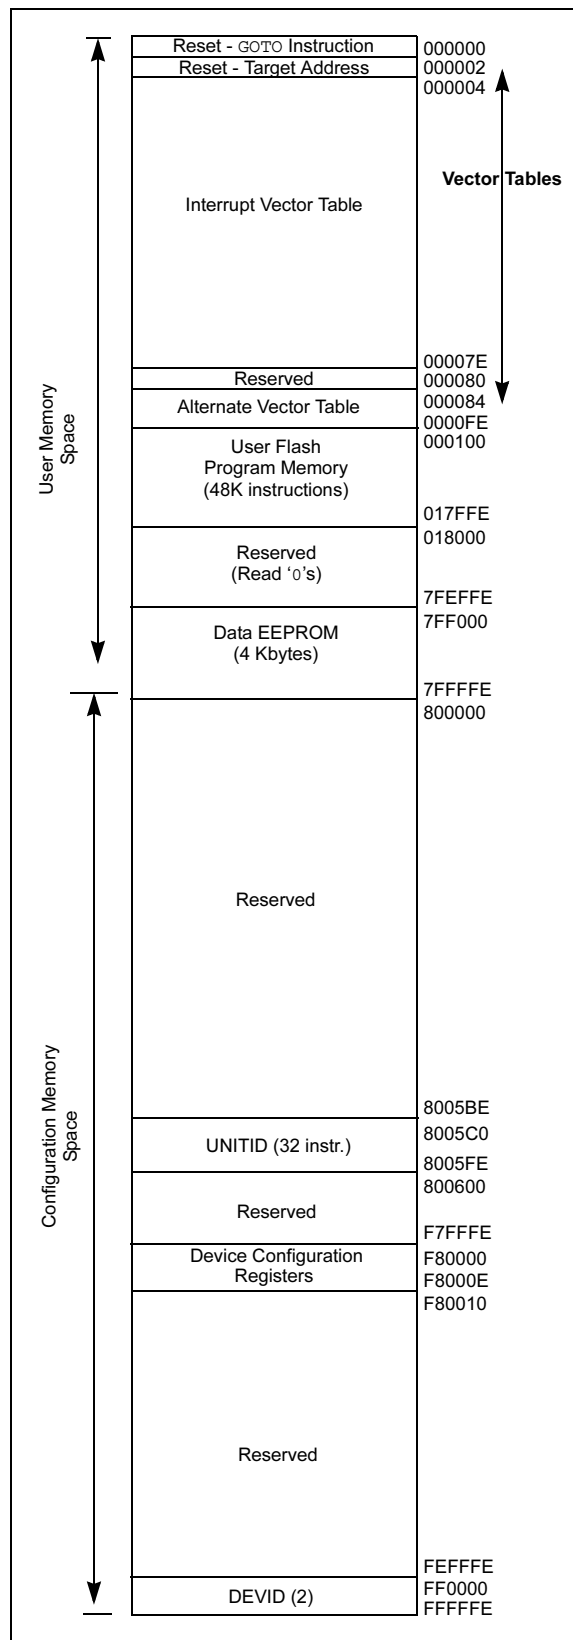 Reset - GOTO Instruction 000000
Reset - Target Address 000002
000004
Vector Tables
Interrupt Vector Table
00007E
Reserved 000080
Alternate Vector Table 000084
0000FE
User Flash 000100
Program Memory
(48K instructions)
017FFE
018000
Reserved
(Read ‘0’s)
7FEFFE
7FF000
Data EEPROM
(4 Kbytes)
7FFFFE
800000
User Memory
Space
Reserved
8005BE
8005C0
UNITID (32 instr.)
8005FE
800600
Reserved
F7FFFE
Device Configuration F80000
Registers F8000E
F80010
Configuration Memory
Space
Reserved
FEFFFE
FF0000
DEVID (2)
FFFFFE